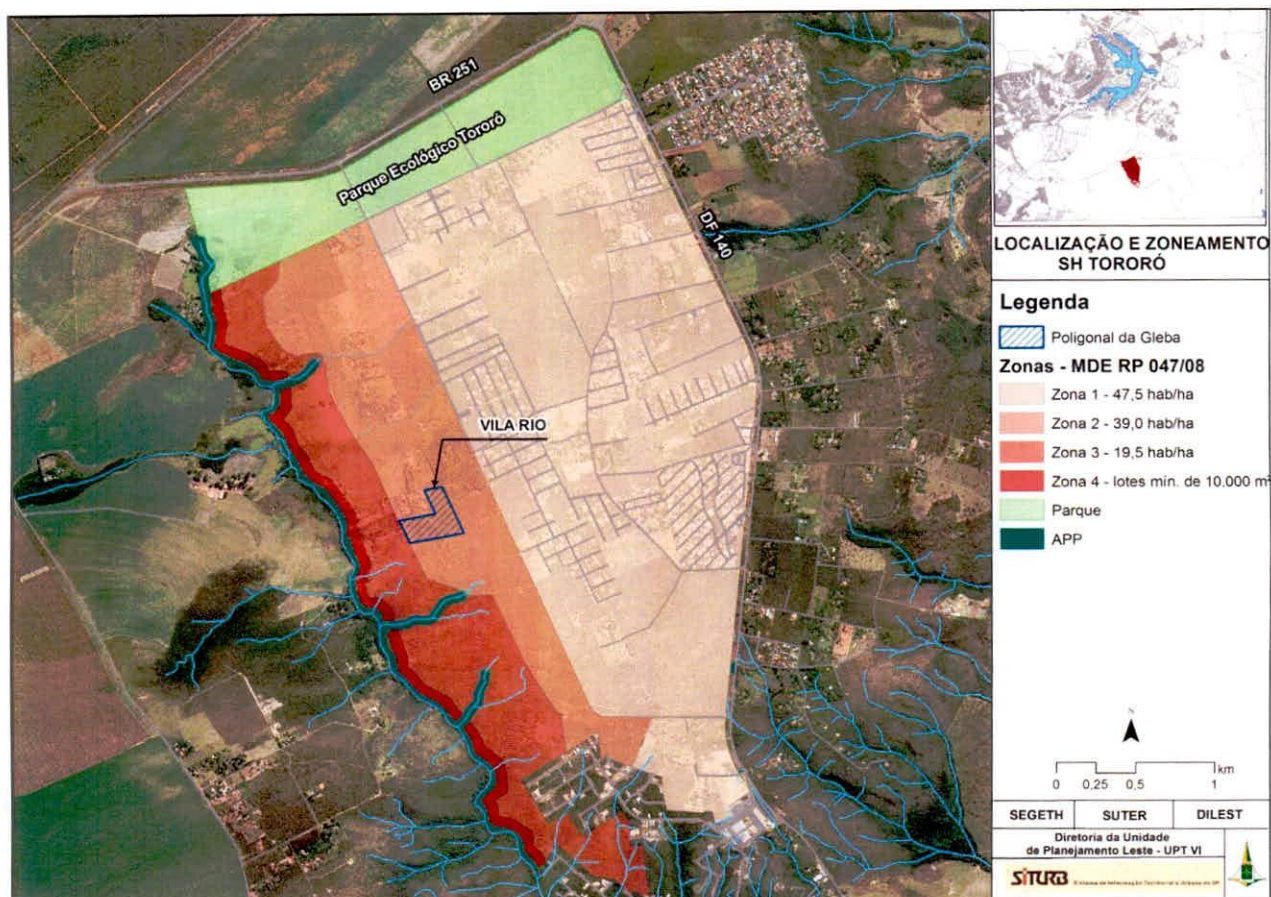 BR 251
Parque Ecológico Tororó
DF 140
VILA RIO
LOCALIZAÇÃO E ZONEAMENTO
SH TORORÓ
Legenda
Poligonal da Gleba
Zonas - MDE RP 047/08
Zona 1 - 47,5 hab/ha
Zona 2 - 39,0 hab/ha
Zona 3 - 19,5 hab/ha
Zona 4 - lotes mín. de 10.000 m²
Parque
APP
N
km
0 0,25 0,5 1
SEGETH SUTER DILEST
Diretoria da Unidade
de Planejamento Leste - UPT VI
SITURB